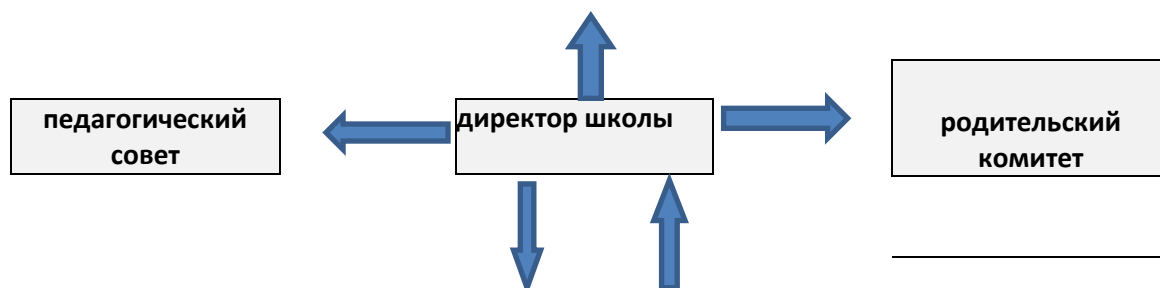 педагогический
совет
директор школы
родительский
комитет